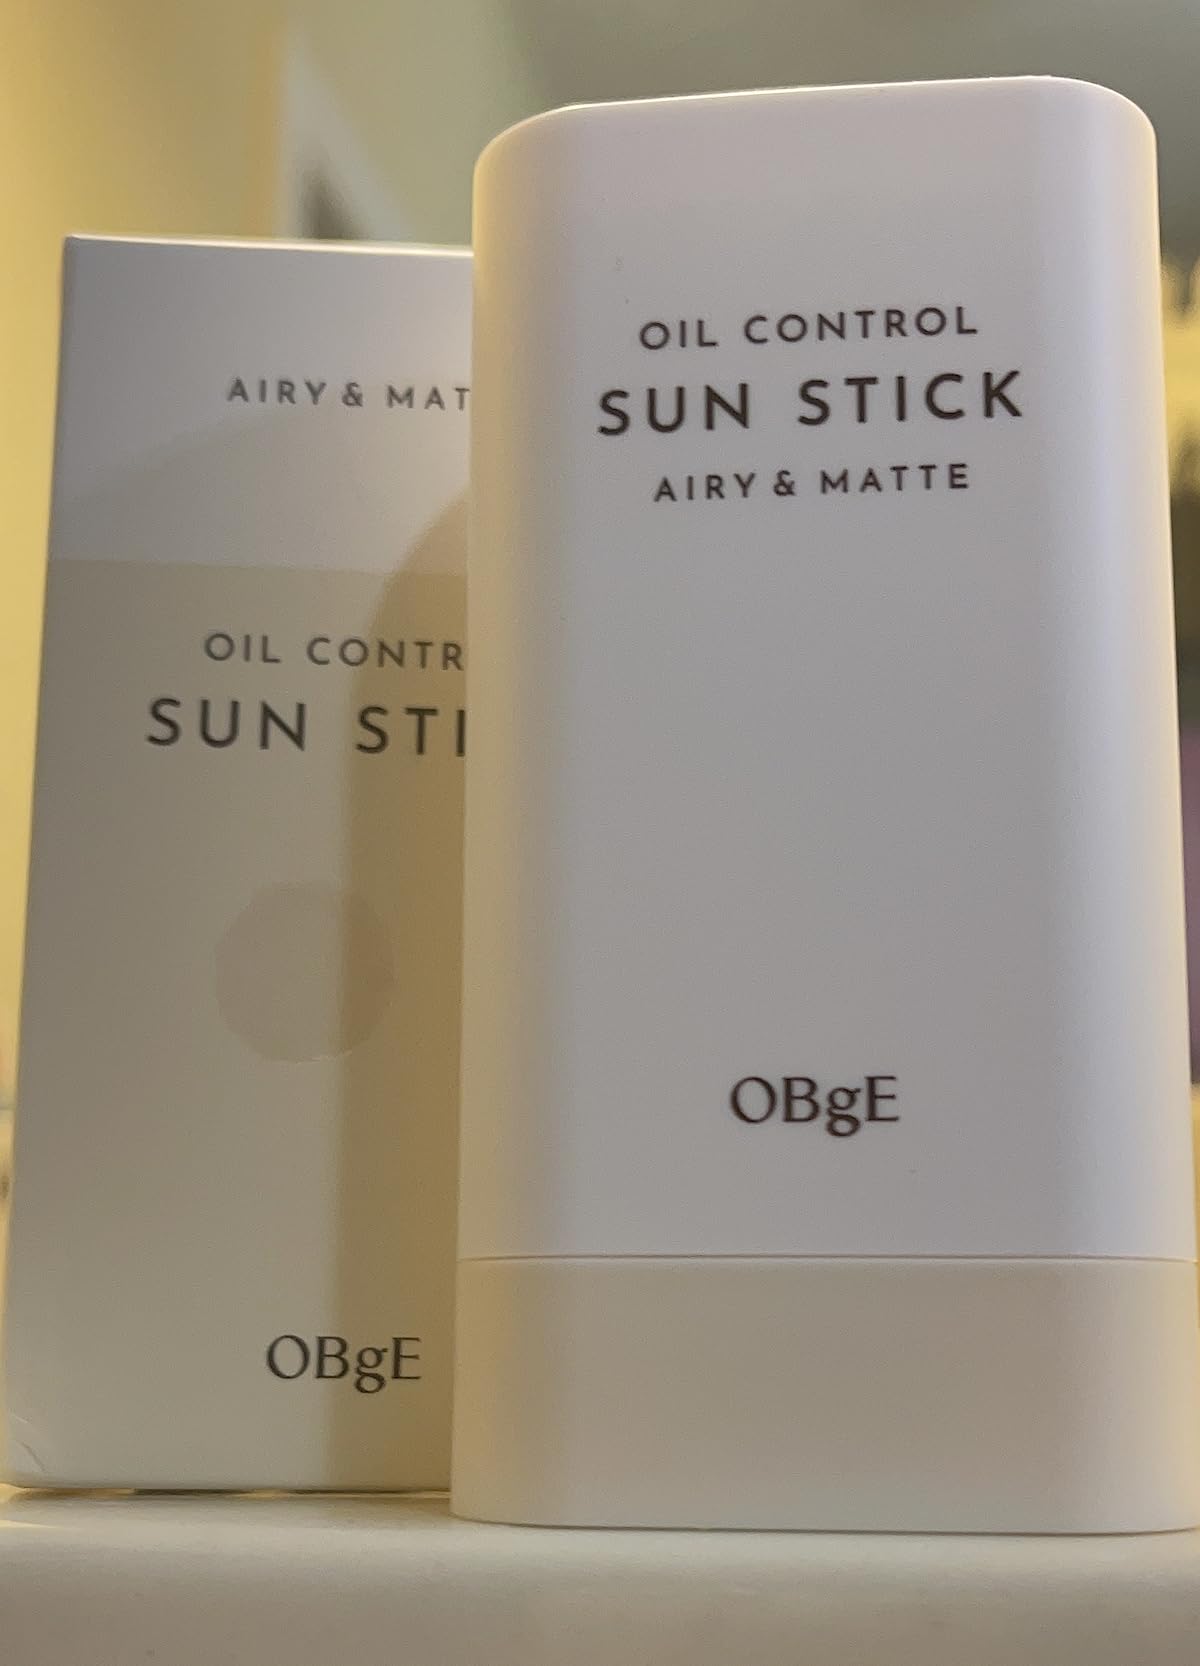 AIRY & MAT
OIL CONTR
SUN STI
OBgE
OIL CONTROL
SUN STICK
AIRY & MATTE
OBgE